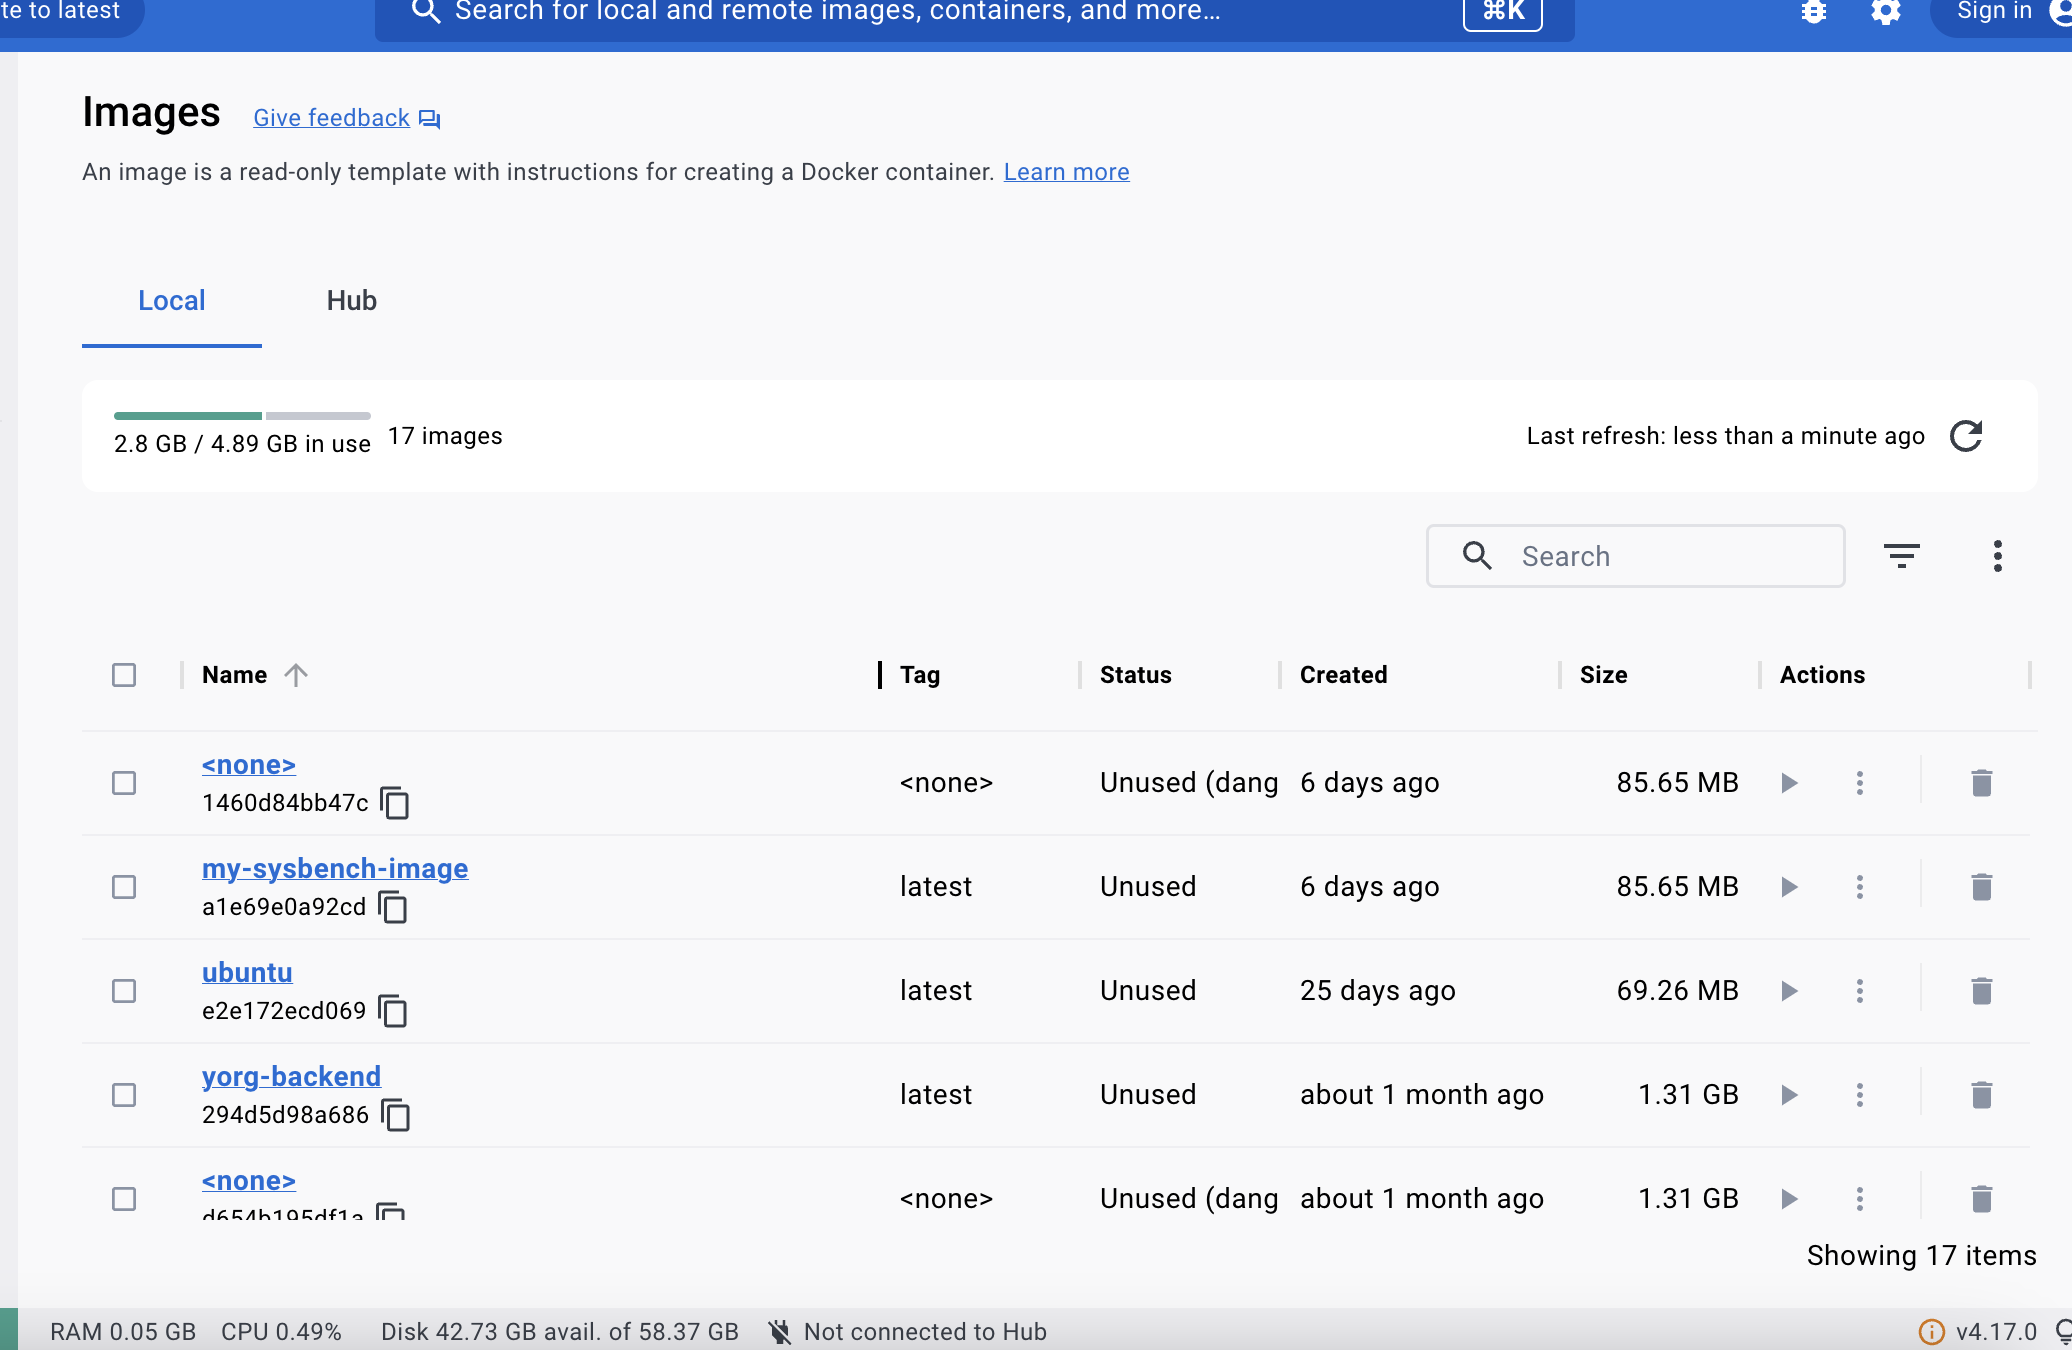 te to latest
Search for local and remote images, containers, and more...
⌘K
Sign in
Images
Give feedback
An image is a read-only template with instructions for creating a Docker container. Learn more
Local
Hub
2.8 GB / 4.89 GB in use
17 images
Last refresh: less than a minute ago
Search
Name Tag Status Created Size Actions
<none>
1460d84bb47c
<none> Unused (dang 6 days ago 85.65 MB
my-sysbench-image
a1e69e0a92cd
latest Unused 6 days ago 85.65 MB
ubuntu
e2e172ecd069
latest Unused 25 days ago 69.26 MB
yorg-backend
294d5d98a686
latest Unused about 1 month ago 1.31 GB
<none>
d654b195df1a
<none> Unused (dang about 1 month ago 1.31 GB
Showing 17 items
RAM 0.05 GB CPU 0.49% Disk 42.73 GB avail. of 58.37 GB Not connected to Hub v4.17.0